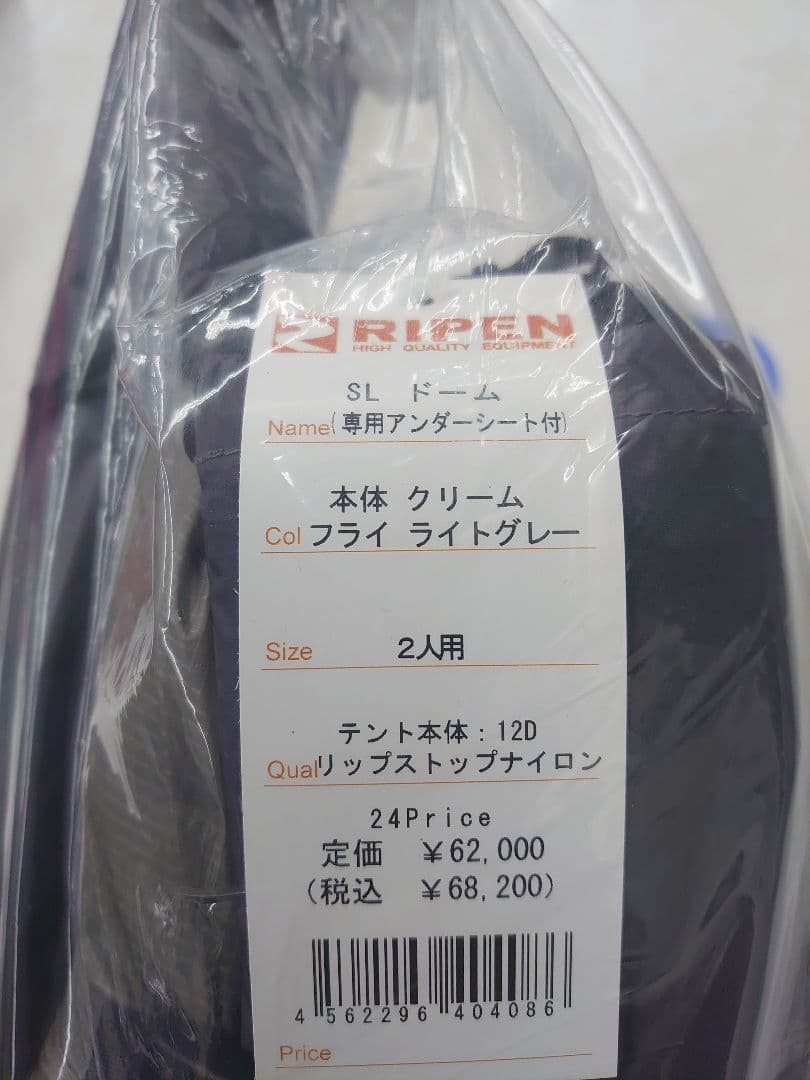 RIPEN
HIGH QUALITY EQUIPMENT
SL ドーム
Name(専用アンダーシート付)
本体 クリーム
Col フライ ライトグレー
Size 2人用
テント本体：12D
Qual リップストップナイロン
24Price
定価 ￥62,000
(税込 ￥68,200)
4 562296 404086
Price